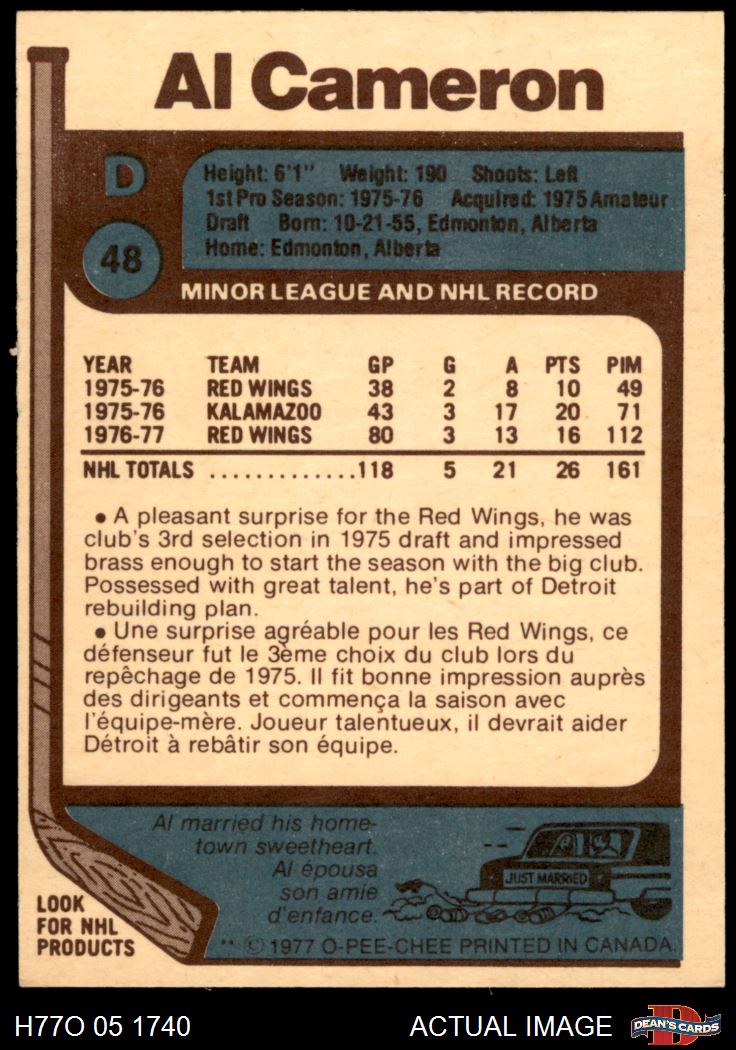 Al Cameron
D
48
Height: 6'1" Weight: 190 Shoots: Left
1st Pro Season: 1975-76 Acquired: 1975 Amateur
Draft Born: 10-21-55, Edmonton, Alberta
Home: Edmonton, Alberta
MINOR LEAGUE AND NHL RECORD
YEAR TEAM GP G A PTS PIM
1975-76 RED WINGS 38 2 8 10 49
1975-76 KALAMAZOO 43 3 17 20 71
1976-77 RED WINGS 80 3 13 16 112
NHL TOTALS .............118 5 21 26 161
• A pleasant surprise for the Red Wings, he was
club's 3rd selection in 1975 draft and impressed
brass enough to start the season with the big club.
Possessed with great talent, he's part of Detroit
rebuilding plan.
• Une surprise agréable pour les Red Wings, ce
défenseur fut le 3ème choix du club lors du
repêchage de 1975. Il fit bonne impression auprès
des dirigeants et commença la saison avec
l'équipe-mère. Joueur talentueux, il devrait aider
Détroit à rebâtir son équipe.
Al married his home-
town sweetheart.
Al épousa
son amie
d'enfance.
JUST MARRIED
LOOK
FOR NHL
PRODUCTS
** © 1977 O-PEE-CHEE PRINTED IN CANADA.
H77O 05 1740 ACTUAL IMAGE DEAN'S CARDS